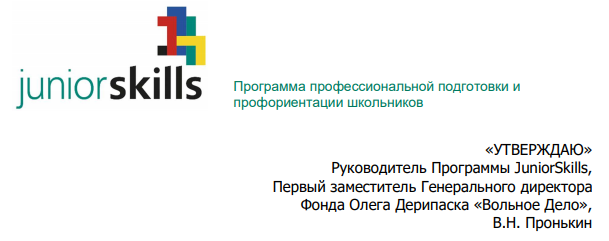 juniorskills
Программа профессиональной подготовки и
профориентации школьников
«УТВЕРЖДАЮ»
Руководитель Программы JuniorSkills,
Первый заместитель Генерального директора
Фонда Олега Дерипаска «Вольное Дело»,
В.Н. Пронькин